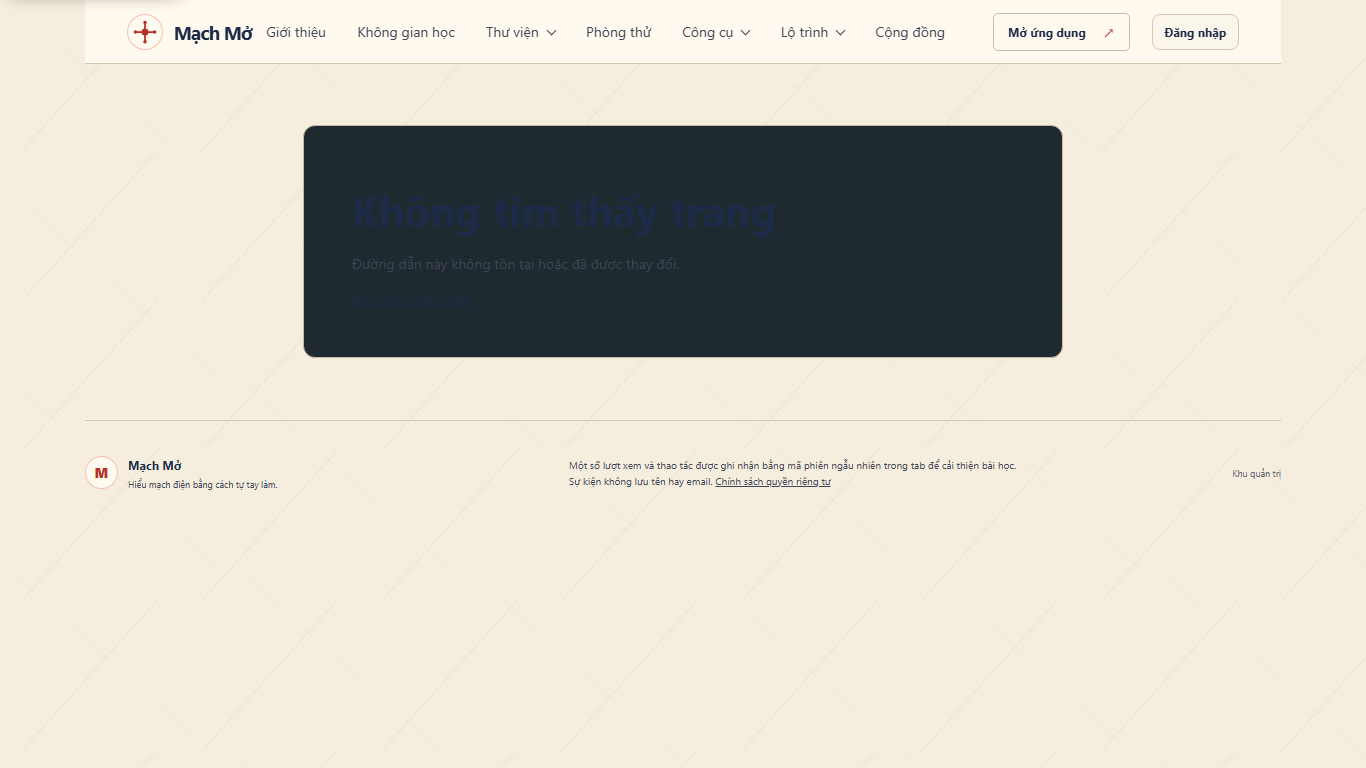 Mạch Mở
Giới thiệu
Không gian học
Thư viện
Phòng thử
Công cụ
Lộ trình
Cộng đồng
Mở ứng dụng ↗
Đăng nhập
Không tìm thấy trang
Đường dẫn này không tồn tại hoặc đã được thay đổi.
M
Mạch Mở
Hiểu mạch điện bằng cách tự tay làm.
Một số lượt xem và thao tác được ghi nhận bằng mã phiên ngẫu nhiên trong tab để cải thiện bài học.
Sự kiện không lưu tên hay email. Chính sách quyền riêng tư
Khu quản trị